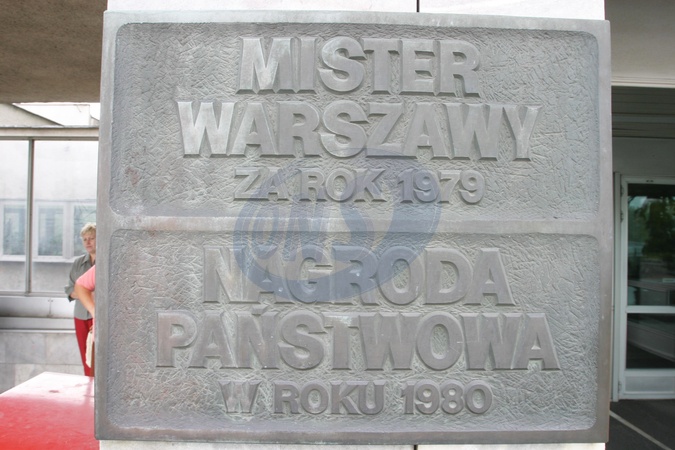 MISTER
WARSZAWY
ZA ROK 1979
NAGRODA
PAŃSTWOWA
W ROKU 1980